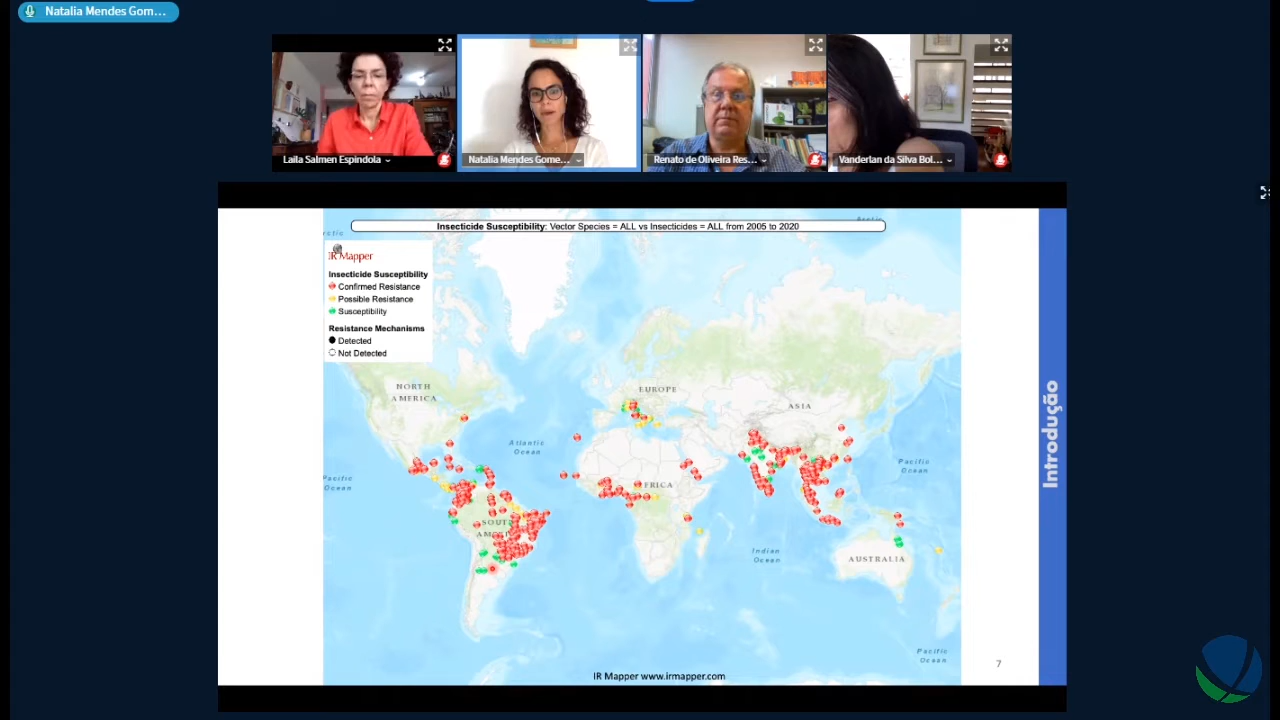 Natalia Mendes Gom...
Laila Salmen Espindola
Natalia Mendes Gome...
Renato de Oliveira Res...
Vanderlan da Silva Bol...
Insecticide Susceptibility: Vector Species = ALL vs Insecticides = ALL from 2005 to 2020
IR Mapper
Insecticide Susceptibility
Confirmed Resistance
Possible Resistance
Susceptibility
Resistance Mechanisms
Detected
Not Detected
NORTH
AMERICA
EUROPE
ASIA
Atlantic
Ocean
Pacific
Ocean
Pacific
Ocean
Indian
Ocean
AUSTRALIA
Pacific
Ocean
IR Mapper www.irmapper.com
7
Introdução